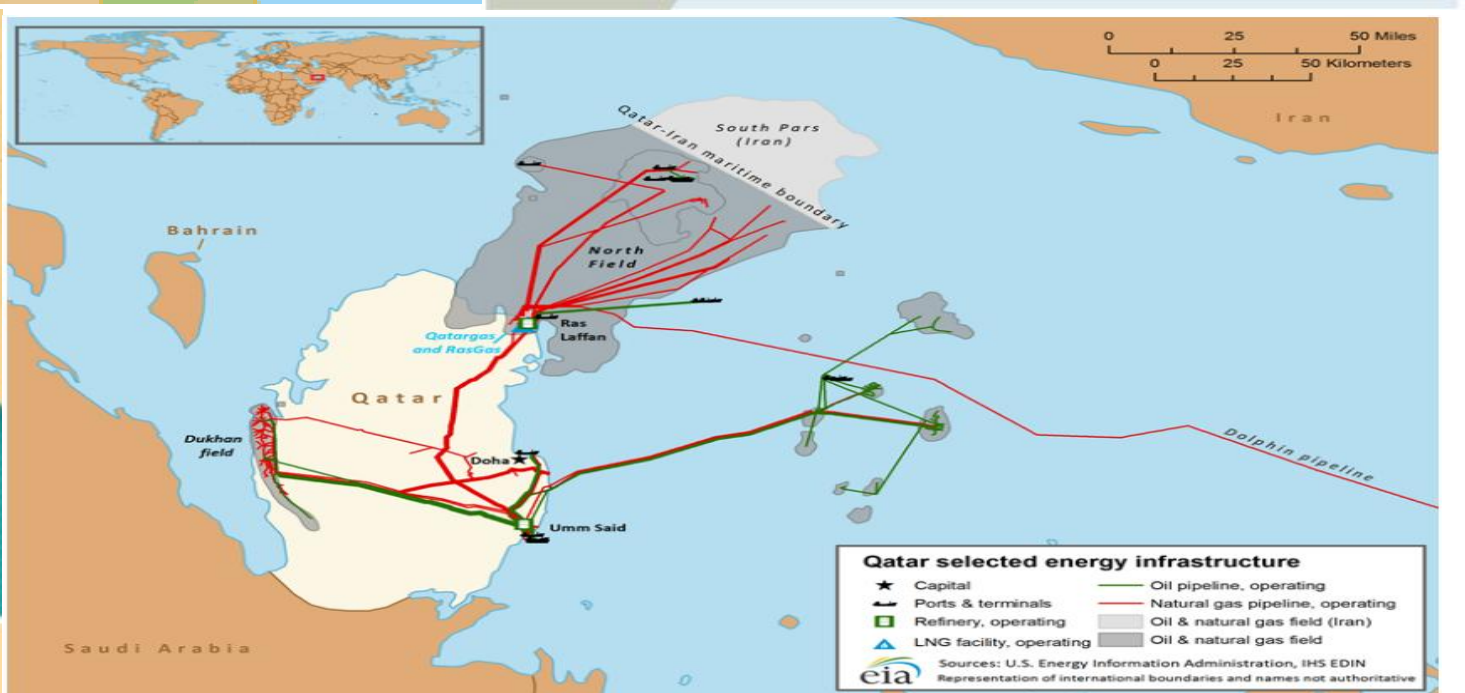 0 25 50 Miles
0 25 50 Kilometers
Iran
South Pars
(Iran)
Qatar-Iran maritime boundary
Bahrain
North
Field
Ras
Laffan
Qatargas
and RasGas
Qatar
Dukhan
field
Doha
Dolphin pipeline
Umm Said
Saudi Arabia
Qatar selected energy infrastructure
Capital
Ports & terminals
Refinery, operating
LNG facility, operating
Oil pipeline, operating
Natural gas pipeline, operating
Oil & natural gas field (Iran)
Oil & natural gas field
eia
Sources: U.S. Energy Information Administration, IHS EDIN
Representation of international boundaries and names not authoritative